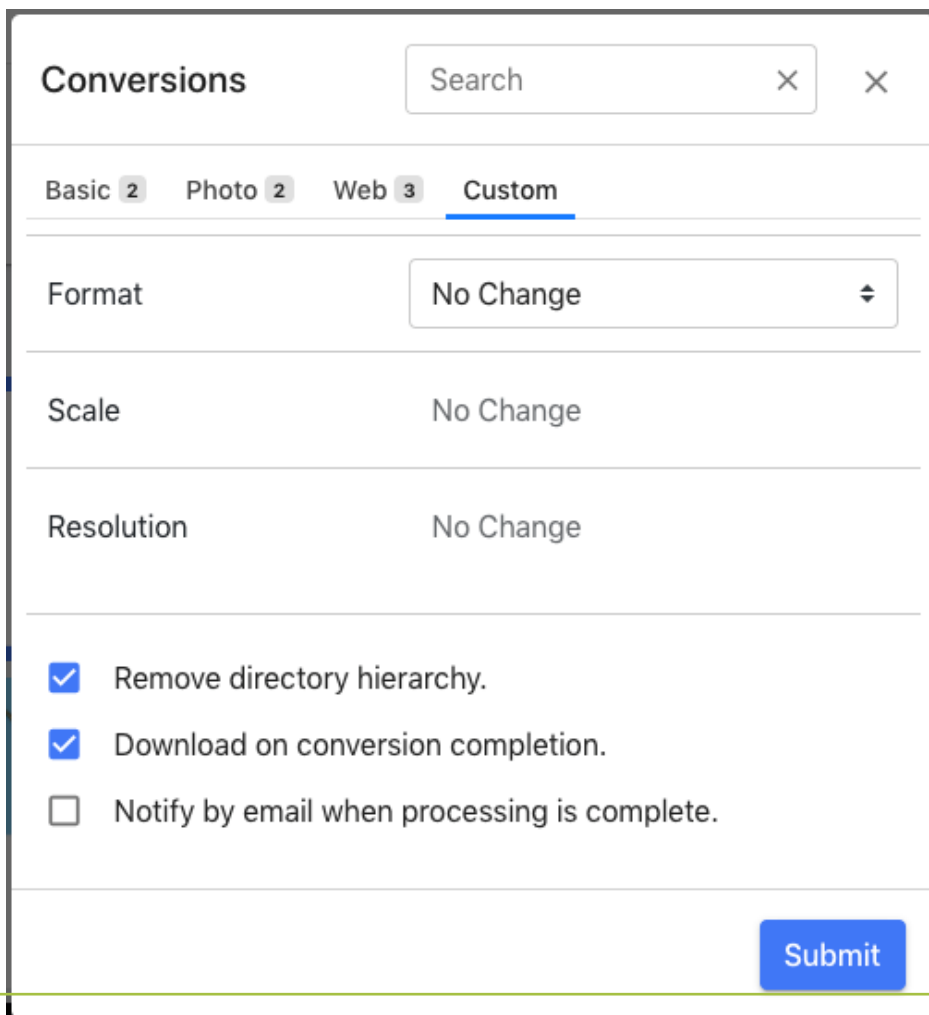 Conversions Search
Basic 2 Photo 2 Web 3 Custom
Format No Change
Scale No Change
Resolution No Change
Remove directory hierarchy.
Download on conversion completion.
Notify by email when processing is complete.
Submit